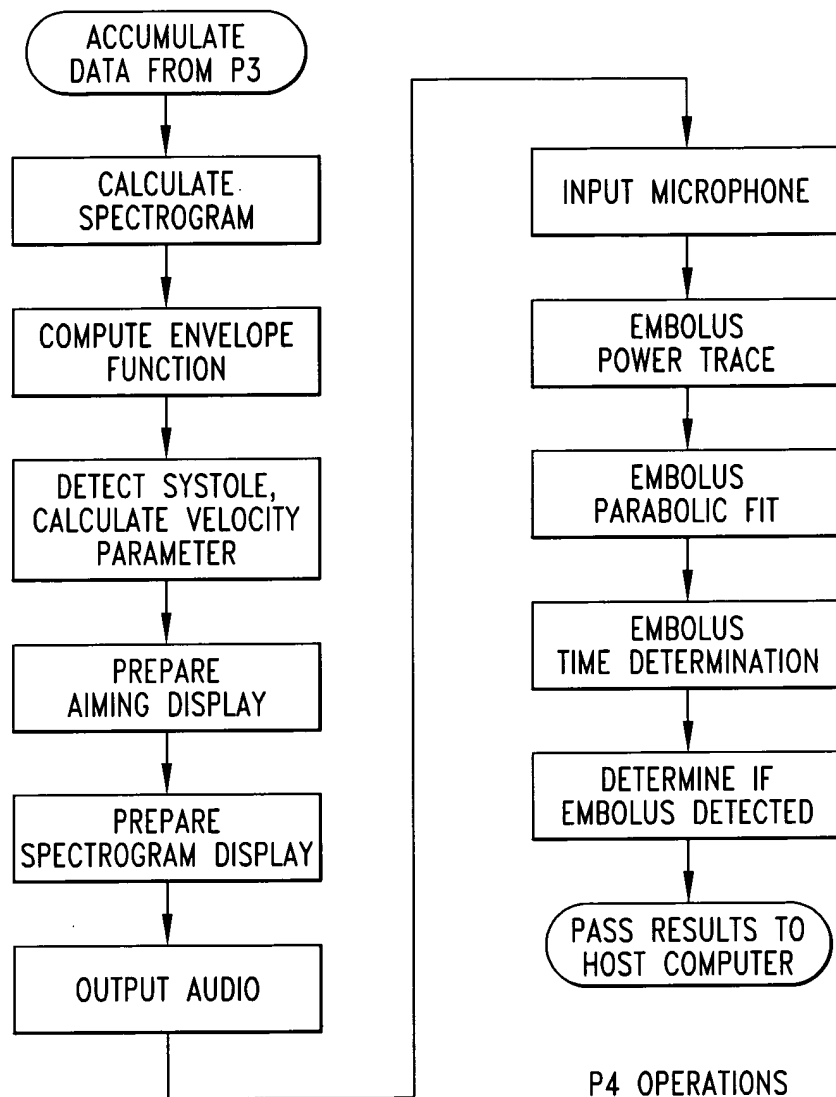 ACCUMULATE
DATA FROM P3
CALCULATE
SPECTROGRAM
COMPUTE ENVELOPE
FUNCTION
DETECT SYSTOLE,
CALCULATE VELOCITY
PARAMETER
PREPARE
AIMING DISPLAY
PREPARE
SPECTROGRAM DISPLAY
OUTPUT AUDIO
INPUT MICROPHONE
EMBOLUS
POWER TRACE
EMBOLUS
PARABOLIC FIT
EMBOLUS
TIME DETERMINATION
DETERMINE IF
EMBOLUS DETECTED
PASS RESULTS TO
HOST COMPUTER
P4 OPERATIONS